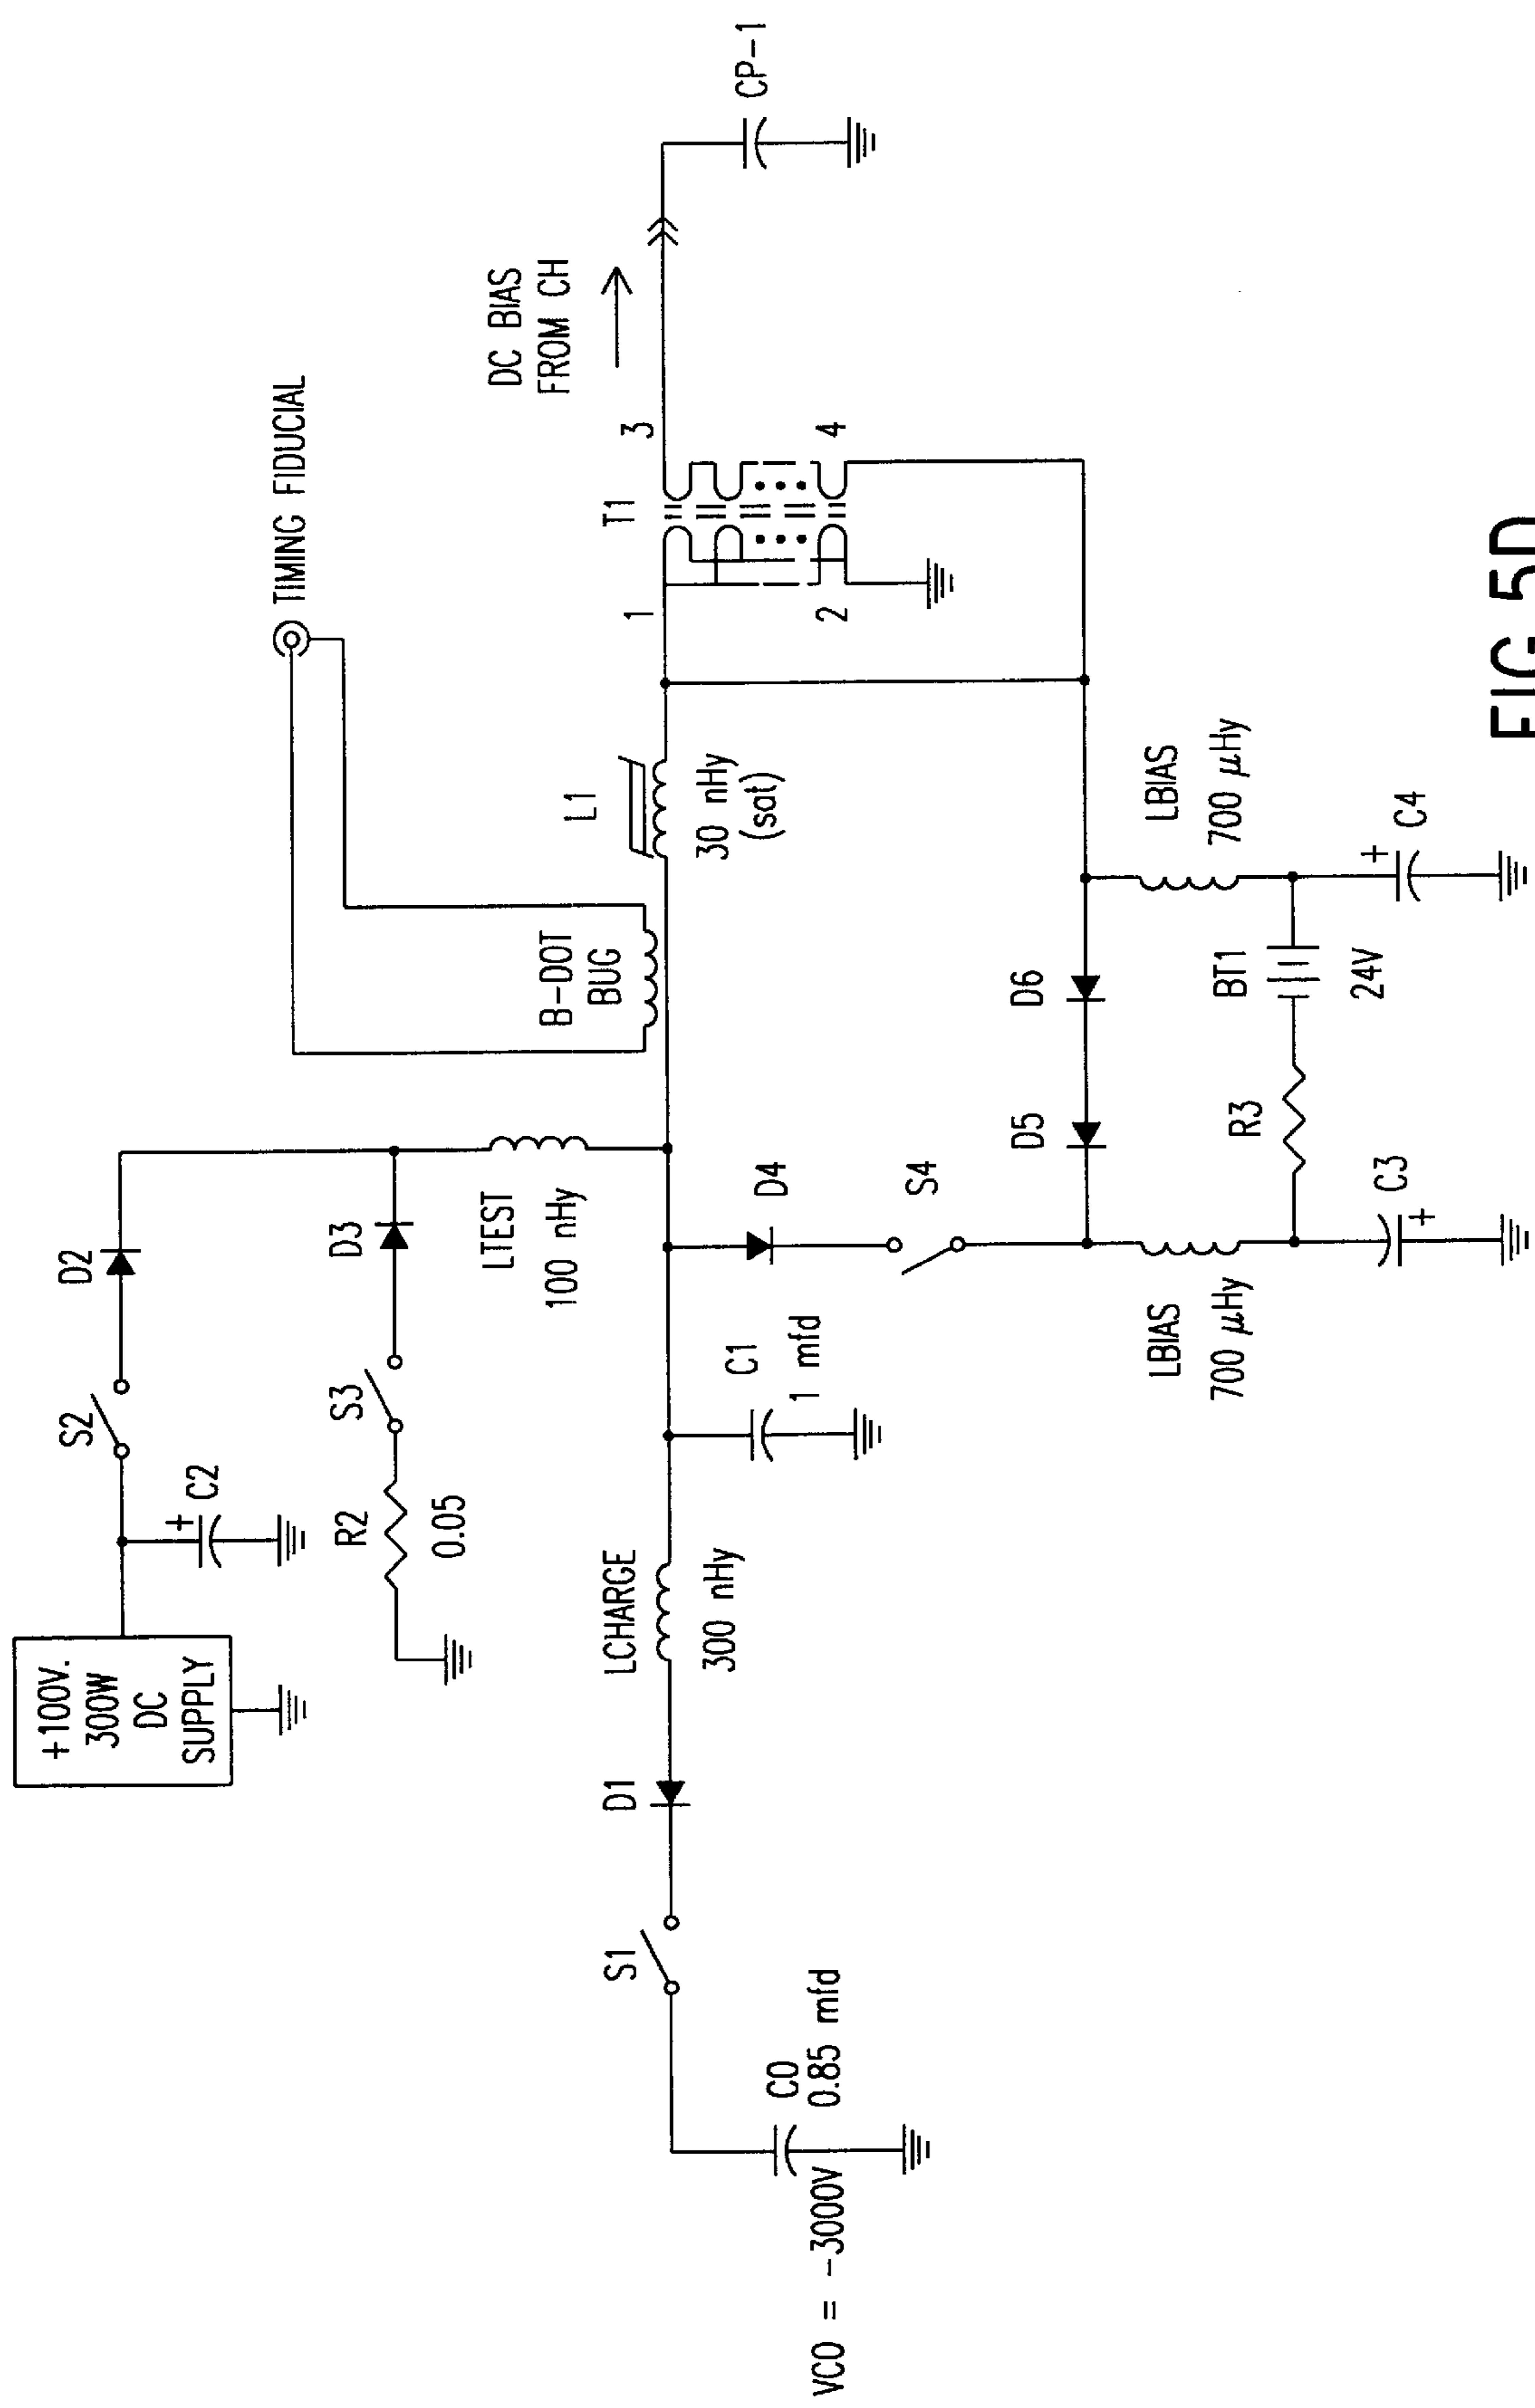 +100V.
300W
DC
SUPPLY
S2
D2
C2
+
R2
0.05
S3
D3
TIMING FIDUCIAL
LTEST
100 nHy
B-DOT
BUG
DC BIAS
FROM CH
S1
D1
LCHARGE
300 nHy
L1
30 nHy
(sat)
T1
1
3
2
4
CP-1
VCO = -3000V
C0
0.85 mfd
C1
1 mfd
D4
S4
D5
D6
LBIAS
700 µHy
LBIAS
700 µHy
R3
BT1
24V
C3
+
C4
+
FIG. 5D